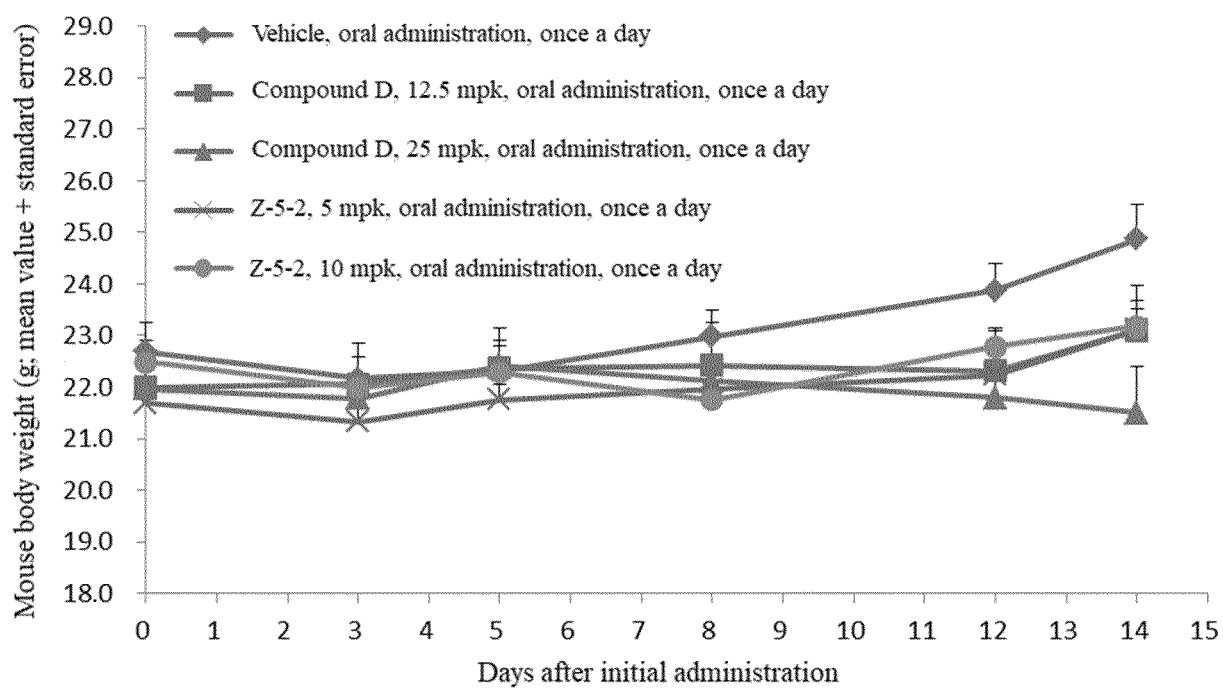 Mouse body weight (g; mean value + standard error)
29.0
28.0
27.0
26.0
25.0
24.0
23.0
22.0
21.0
20.0
19.0
18.0
Vehicle, oral administration, once a day
Compound D, 12.5 mpk, oral administration, once a day
Compound D, 25 mpk, oral administration, once a day
Z-5-2, 5 mpk, oral administration, once a day
Z-5-2, 10 mpk, oral administration, once a day
0 1 2 3 4 5 6 7 8 9 10 11 12 13 14 15
Days after initial administration